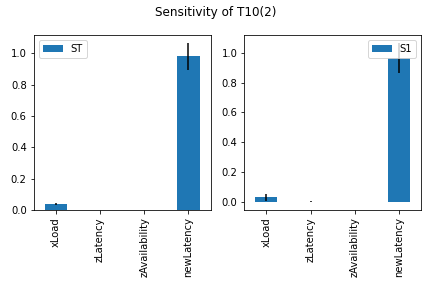 Sensitivity of T10(2)
ST
1.0
0.8
0.6
0.4
0.2
0.0
xLoad
zLatency
zAvailability
newLatency
S1
1.0
0.8
0.6
0.4
0.2
0.0
xLoad
zLatency
zAvailability
newLatency